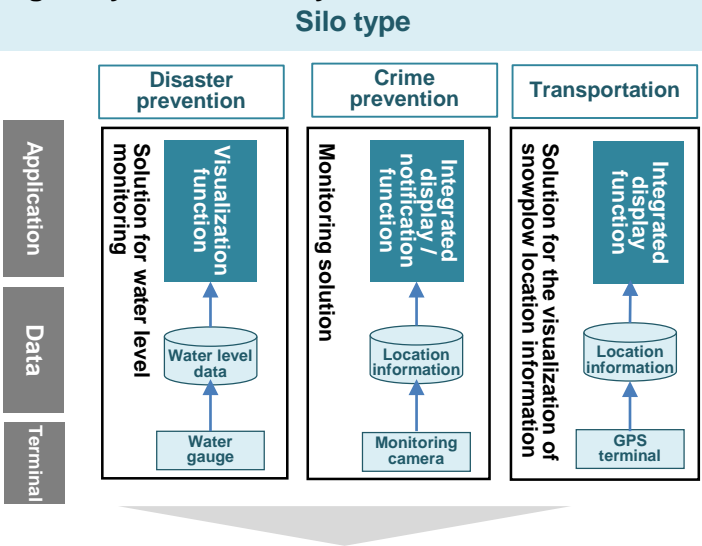 Silo type
Disaster
prevention
Crime
prevention
Transportation
Application
Data
Terminal
Solution for water level
monitoring
Visualization
function
Water level
data
Water
gauge
Monitoring solution
Integrated
display /
notification
function
Location
information
Monitoring
camera
Solution for the visualization of
snowplow location information
Integrated
display
function
Location
information
GPS
terminal